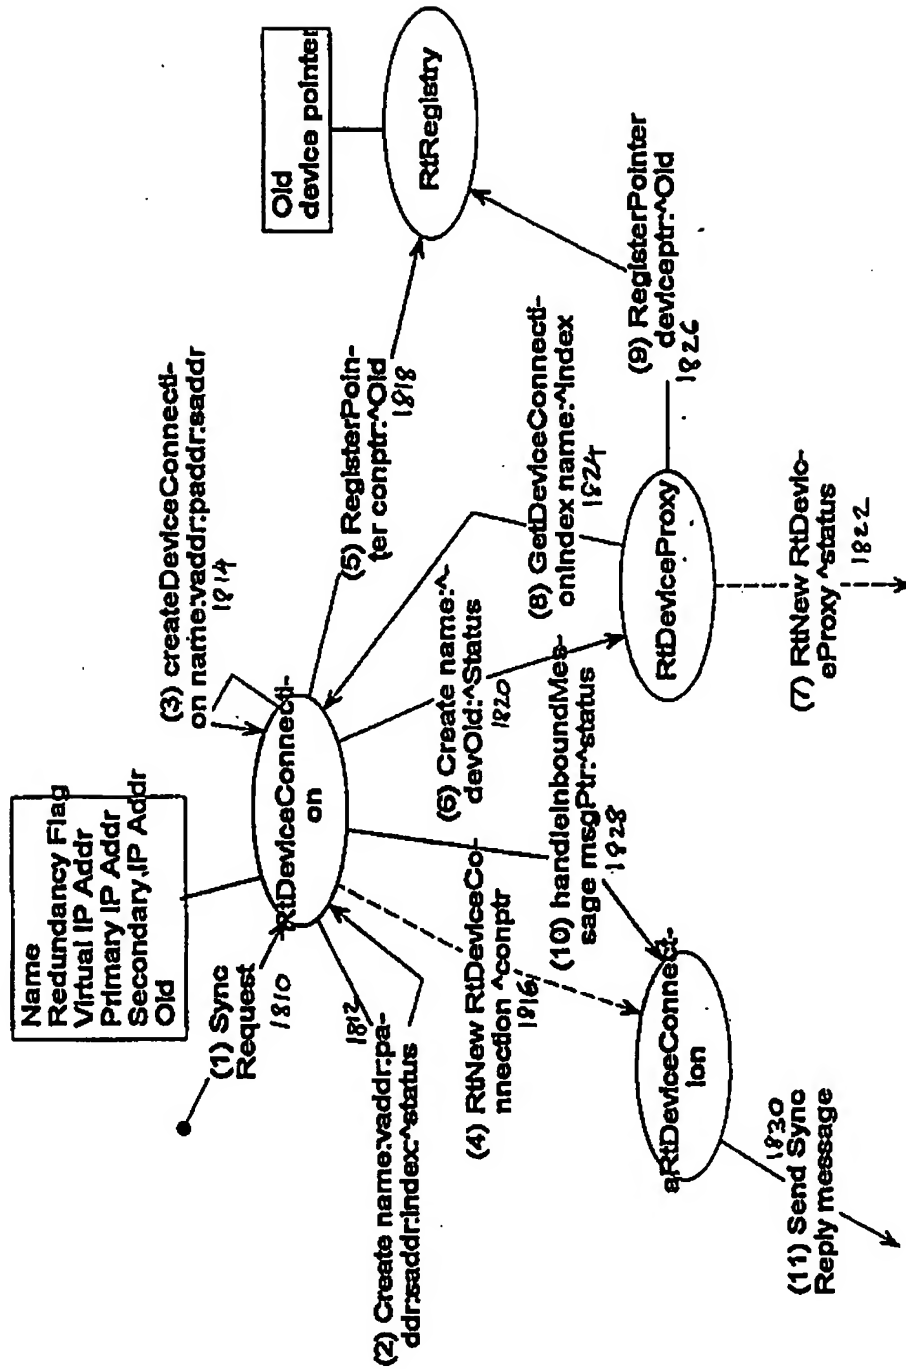 Name
Redundancy Flag
Virtual IP Addr
Primary IP Addr
Secondary,IP Addr
Old
(1) Sync
Request
1810
RtDeviceConnecti-
on
(2) Create name:vaddr:pa-
ddr:saddr:index:^status
1812
(3) createDeviceConnecti-
on name:vaddr:paddr:saddr
1814
(4) RtNew RtDeviceCo-
nnection ^conptr
1816
(5) RegisterPoin-
ter conptr:^Old
1818
Old
device pointer
RtRegistry
(6) Create name:^-
devOld:^Status
1820
(7) RtNew RtDevic-
eProxy ^status
1822
RtDeviceProxy
(8) GetDeviceConnecti-
onIndex name:^Index
1824
(9) RegisterPointer
deviceptr:^Old
1826
(10) handleInboundMes-
sage msgPtr:^status
1828
aRtDeviceConnect-
ion
(11) Send Sync
Reply message
1830